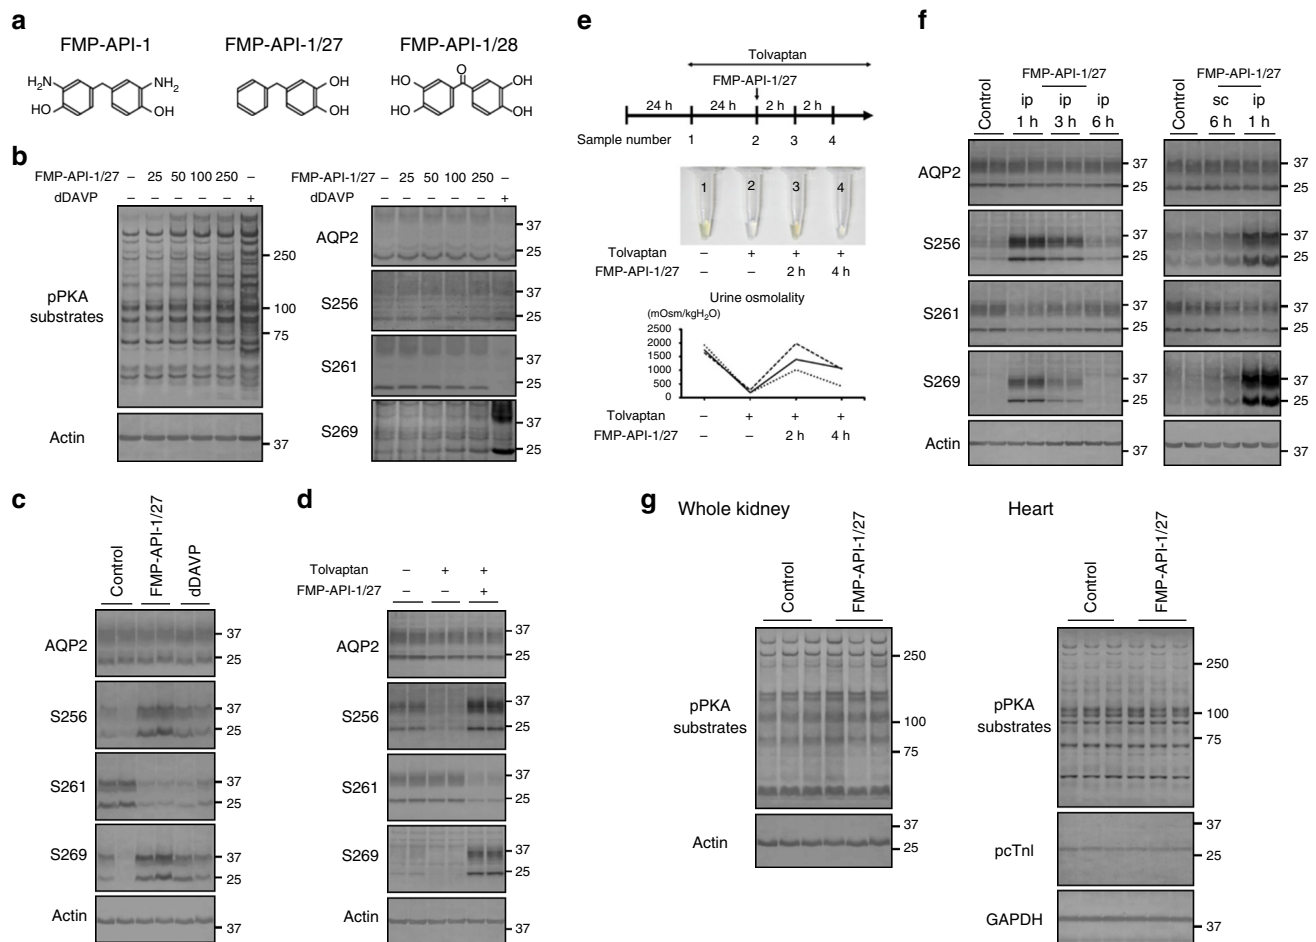 a
FMP-API-1
FMP-API-1/27
FMP-API-1/28
H₂N
NH₂
HO
OH
OH
OH
O
HO
HO
OH
OH
b
FMP-API-1/27 – 25 50 100 250 –
dDAVP – – – – – +
pPKA substrates
250
100
75
Actin
37
FMP-API-1/27 – 25 50 100 250 –
dDAVP – – – – – +
AQP2
37
25
S256
37
25
S261
37
25
S269
37
25
c
Control
FMP-API-1/27
dDAVP
AQP2
37
25
S256
37
25
S261
37
25
S269
37
25
Actin
37
d
Tolvaptan – + +
FMP-API-1/27 – – +
AQP2
37
25
S256
37
25
S261
37
25
S269
37
25
Actin
37
e
Tolvaptan
FMP-API-1/27
24 h 24 h 2 h 2 h
Sample number 1 2 3 4
1 2 3 4
Tolvaptan – + + +
FMP-API-1/27 – – 2 h 4 h
Urine osmolality
(mOsm/kgH₂O)
2500
2000
1500
1000
500
0
Tolvaptan – + + +
FMP-API-1/27 – – 2 h 4 h
f
Control
FMP-API-1/27
ip ip ip
1 h 3 h 6 h
AQP2
37
25
S256
37
25
S261
37
25
S269
37
25
Actin
37
Control
FMP-API-1/27
sc ip
6 h 1 h
37
25
37
25
37
25
37
25
37
g
Whole kidney
Control
FMP-API-1/27
pPKA substrates
250
100
75
Actin
37
25
Heart
Control
FMP-API-1/27
pPKA substrates
250
100
75
pcTnI
37
25
GAPDH
37